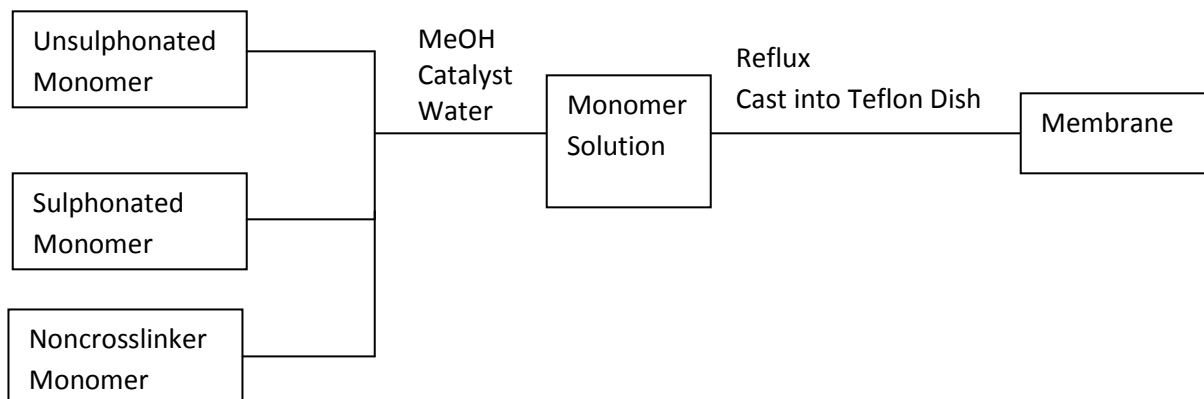 Unsulphonated
Monomer
Sulphonated
Monomer
Noncrosslinker
Monomer
MeOH
Catalyst
Water
Monomer
Solution
Reflux
Cast into Teflon Dish
Membrane